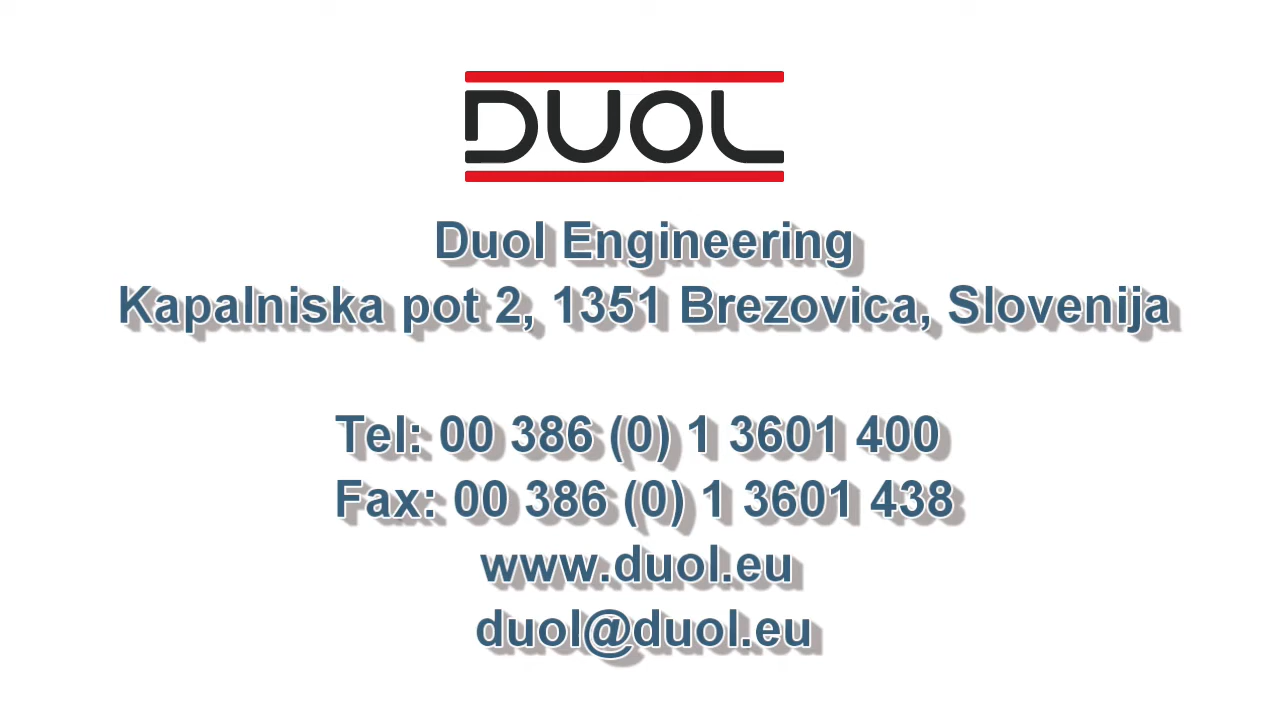 DUOL
Duol Engineering
Kapalniska pot 2, 1351 Brezovica, Slovenija
Tel: 00 386 (0) 1 3601 400
Fax: 00 386 (0) 1 3601 438
www.duol.eu
duol@duol.eu